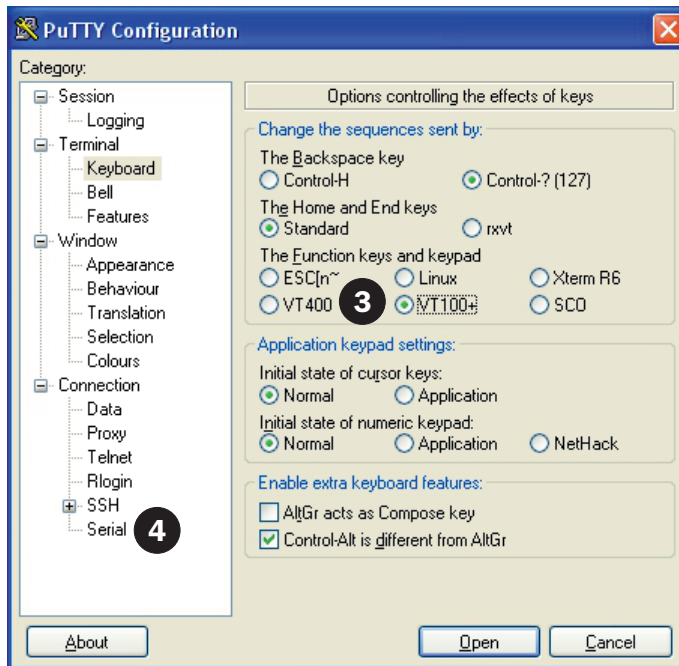 PuTTY Configuration
Category:
Session
Logging
Terminal
Keyboard
Bell
Features
Window
Appearance
Behaviour
Translation
Selection
Colours
Connection
Data
Proxy
Telnet
Rlogin
SSH
Serial 4
Options controlling the effects of keys
Change the sequences sent by:
The Backspace key
Control-H Control-? (127)
The Home and End keys
Standard rxvt
The Function keys and keypad
ESC[n~ Linux Xterm R6
VT400 3 VT100+ SCO
Application keypad settings:
Initial state of cursor keys:
Normal Application
Initial state of numeric keypad:
Normal Application NetHack
Enable extra keyboard features:
AltGr acts as Compose key
Control-Alt is different from AltGr
About Open Cancel